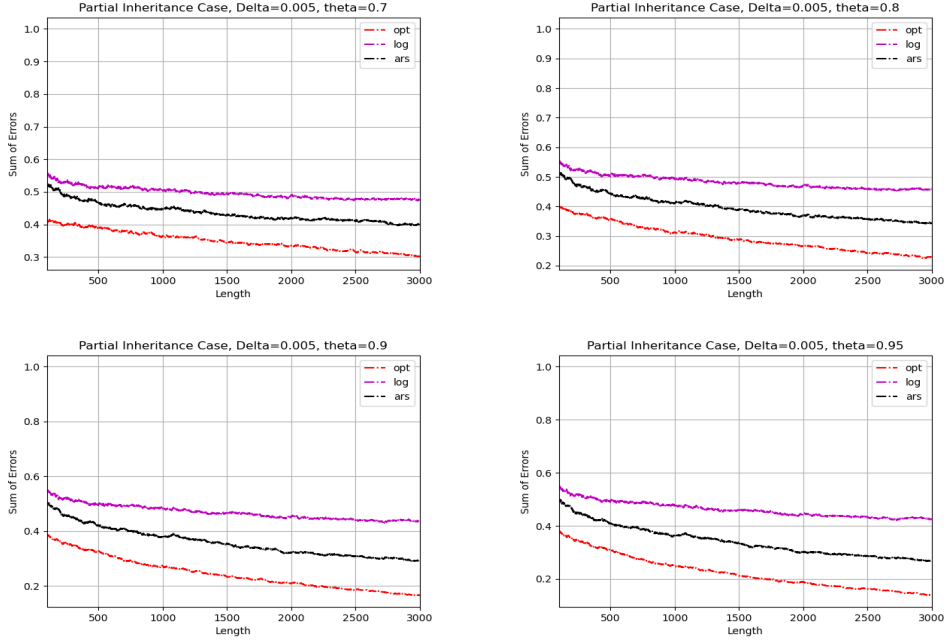 Partial Inheritance Case, Delta=0.005, theta=0.7
1.0
0.9
0.8
0.7
0.6
0.5
0.4
0.3
Sum of Errors
opt
log
ars
500
1000
1500
2000
2500
3000
Length
Partial Inheritance Case, Delta=0.005, theta=0.8
1.0
0.9
0.8
0.7
0.6
0.5
0.4
0.3
0.2
Sum of Errors
opt
log
ars
500
1000
1500
2000
2500
3000
Length
Partial Inheritance Case, Delta=0.005, theta=0.9
1.0
0.8
0.6
0.4
0.2
Sum of Errors
opt
log
ars
500
1000
1500
2000
2500
3000
Length
Partial Inheritance Case, Delta=0.005, theta=0.95
1.0
0.8
0.6
0.4
0.2
Sum of Errors
opt
log
ars
500
1000
1500
2000
2500
3000
Length